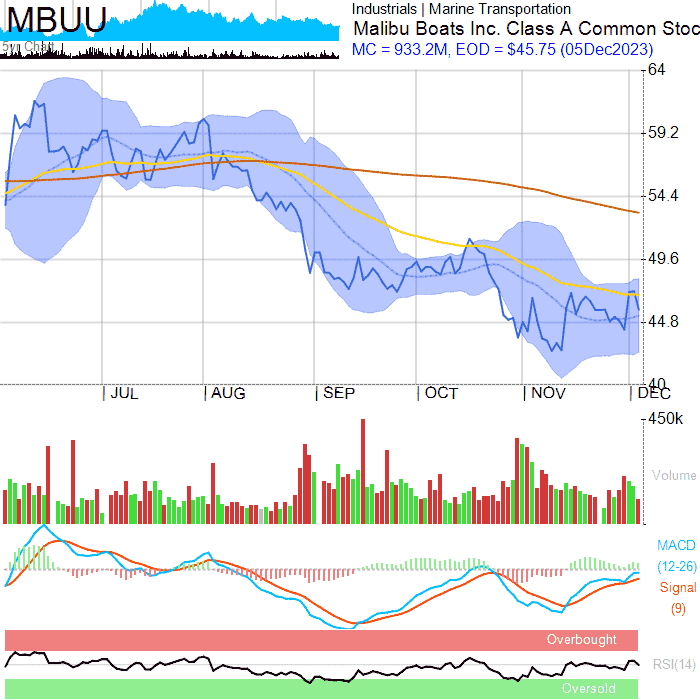 MBUU
5yr Chart
Industrials | Marine Transportation
Malibu Boats Inc. Class A Common Stoc
MC = 933.2M, EOD = $45.75 (05Dec2023)
64
59.2
54.4
49.6
44.8
40
JUL AUG SEP OCT NOV DEC
450k
Volume
MACD
(12-26)
Signal
(9)
Overbought
RSI(14)
Oversold